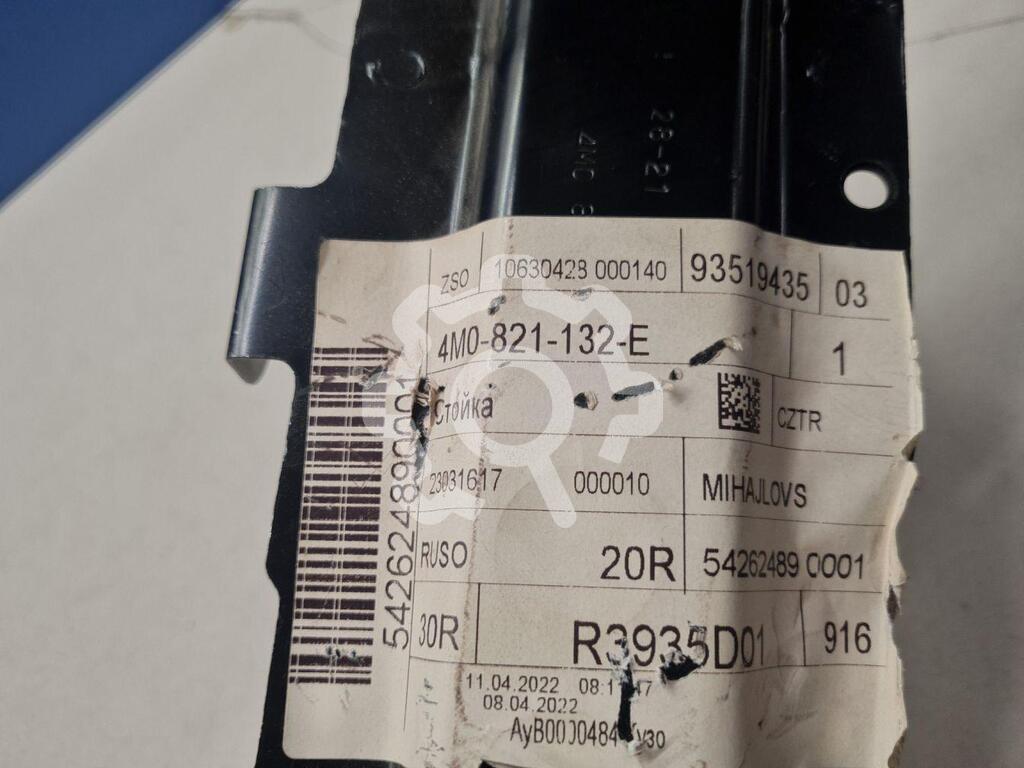 28-21
4M0 8
ZSO 10630428 000140 93519435 03
4M0-821-132-E 1
Стойка CZTR
23031617 000010 MIHAJLOVS
RUSO 20R 54262489 0001
30R R3935D01 916
11.04.2022
08.04.2022
542624890001